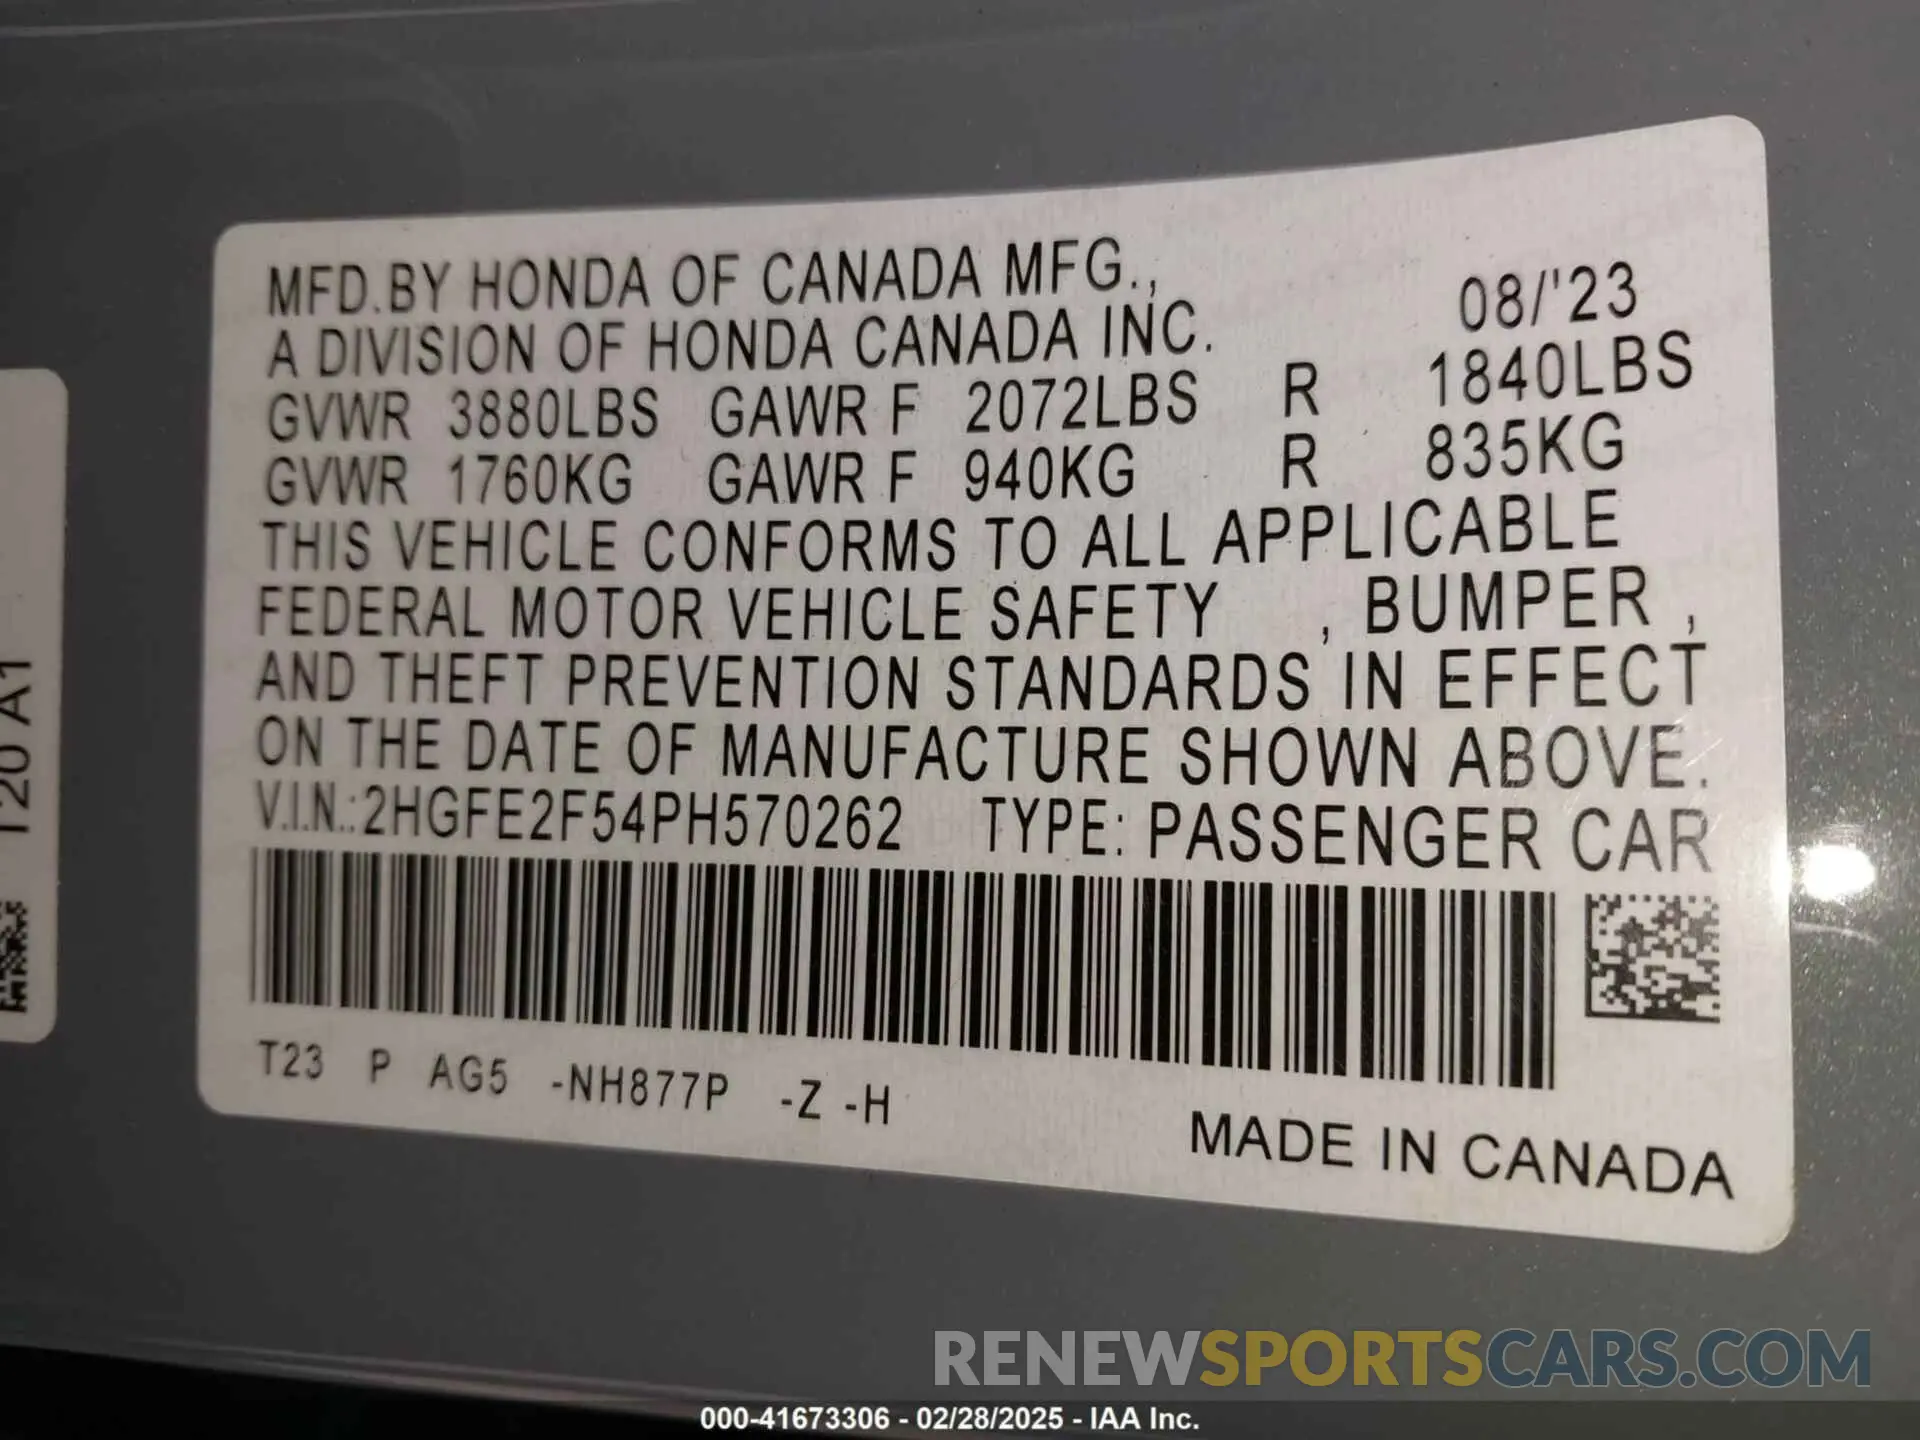 MFD.BY HONDA OF CANADA MFG.,
A DIVISION OF HONDA CANADA INC.
08/'23
GVWR 3880LBS GAWR F 2072LBS R 1840LBS
GVWR 1760KG GAWR F 940KG R 835KG
THIS VEHICLE CONFORMS TO ALL APPLICABLE
FEDERAL MOTOR VEHICLE SAFETY , BUMPER ,
AND THEFT PREVENTION STANDARDS IN EFFECT
ON THE DATE OF MANUFACTURE SHOWN ABOVE.
V.I.N.:2HGFE2F54PH570262 TYPE: PASSENGER CAR
T23 P AG5 -NH877P -Z -H
MADE IN CANADA
A1
RENEWSPORTSCARS.COM
000-41673306 - 02/28/2025 - IAA Inc.